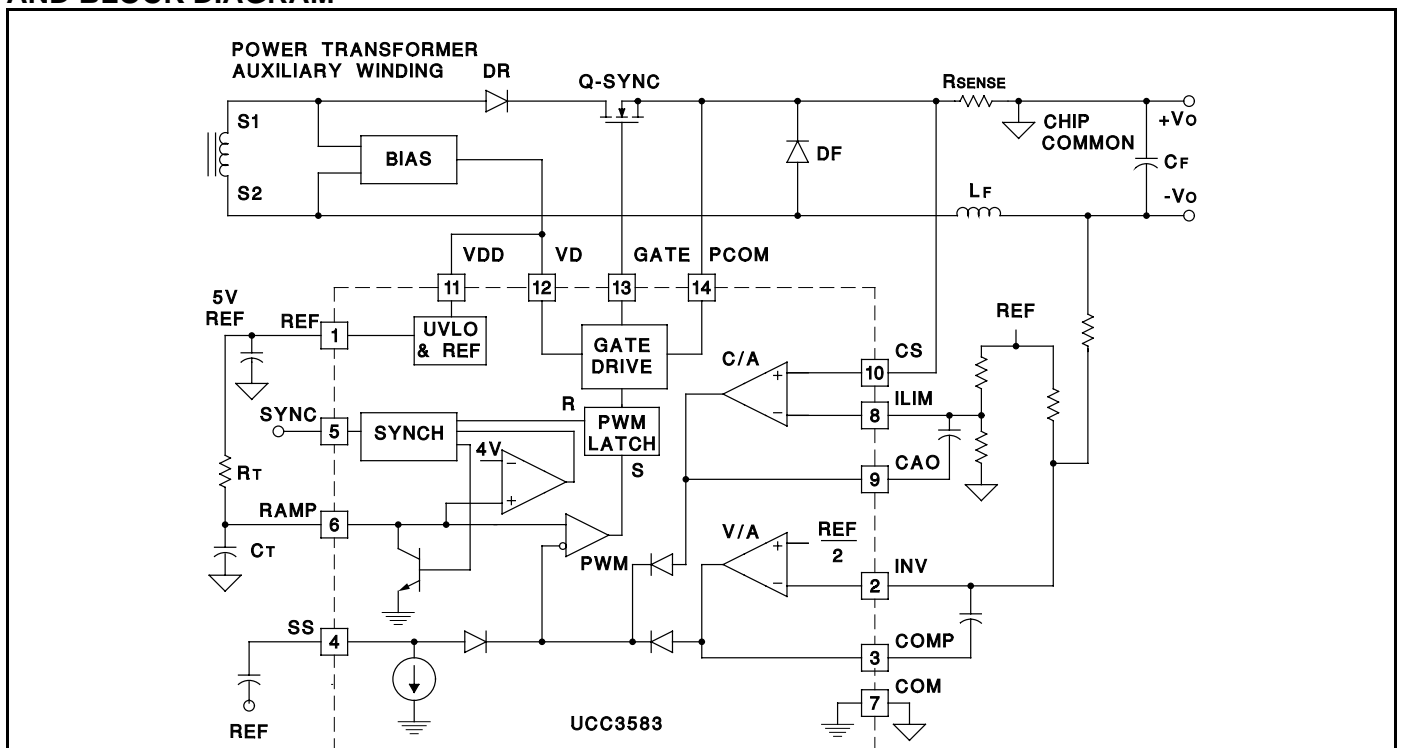 AND BLOCK DIAGRAM
POWER TRANSFORMER
AUXILIARY WINDING
DR
Q-SYNC
RSENSE
S1
S2
BIAS
DF
CHIP
COMMON
+VO
CF
-VO
LF
VDD
VD
GATE
PCOM
11
12
13
14
5V
REF
REF
1
UVLO
& REF
GATE
DRIVE
C/A
+
-
10
CS
REF
8
ILIM
SYNC
5
SYNCH
R
PWM
LATCH
S
4V
-
+
9
CAO
RT
RAMP
6
CT
PWM
V/A
+
-
REF
2
2
INV
SS
4
3
COMP
7
COM
REF
UCC3583